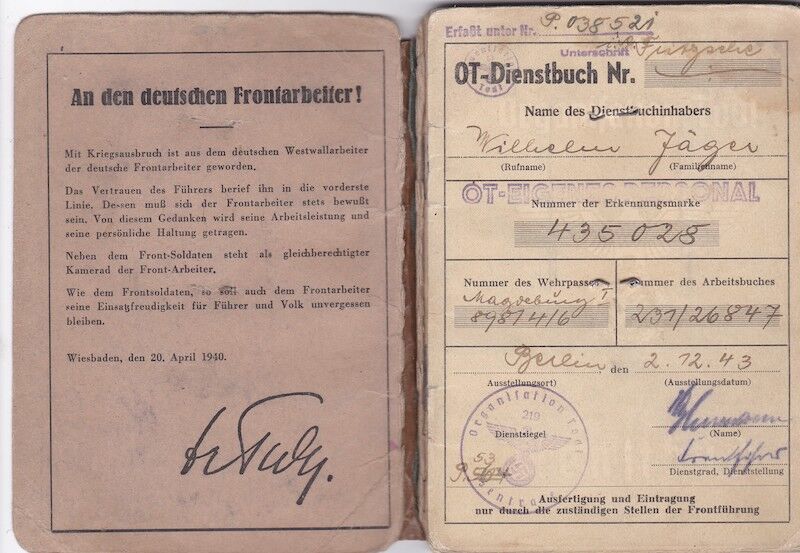 An den deutschen Frontarbeiter!
Mit Kriegsausbruch ist aus dem deutschen Westwallarbeiter
der deutsche Frontarbeiter geworden.
Das Vertrauen des Führers berief ihn in die vorderste
Linie. Dessen muß sich der Frontarbeiter stets bewußt
sein. Von diesem Gedanken wird seine Arbeitsleistung und
seine persönliche Haltung getragen.
Neben dem Front-Soldaten steht als gleichberechtigter
Kamerad der Front-Arbeiter.
Wie dem Frontsoldaten, so soll auch dem Frontarbeiter
seine Einsatzfreudigkeit für Führer und Volk unvergessen
bleiben.
Wiesbaden, den 20. April 1940.
Erfaßt unter Nr. P. 038521
Unterschrift
OT-Dienstbuch Nr.
Name des Dienstbuchinhabers
Wilhelm Jäger
(Rufname) (Familienname)
OT-EIGENES PERSONAL
Nummer der Erkennungsmarke
435028
Nummer des Wehrpasses Nummer des Arbeitsbuches
Magdeburg I
898/4/6 231/26847
Berlin, den 2.12.43
(Ausstellungsort) (Ausstellungsdatum)
Organisation Todt
219
Dienstsiegel
(Name)
Dienstgrad, Dienststellung
53
P.
Zentrale
Ausfertigung und Eintragung
nur durch die zuständigen Stellen der Frontführung